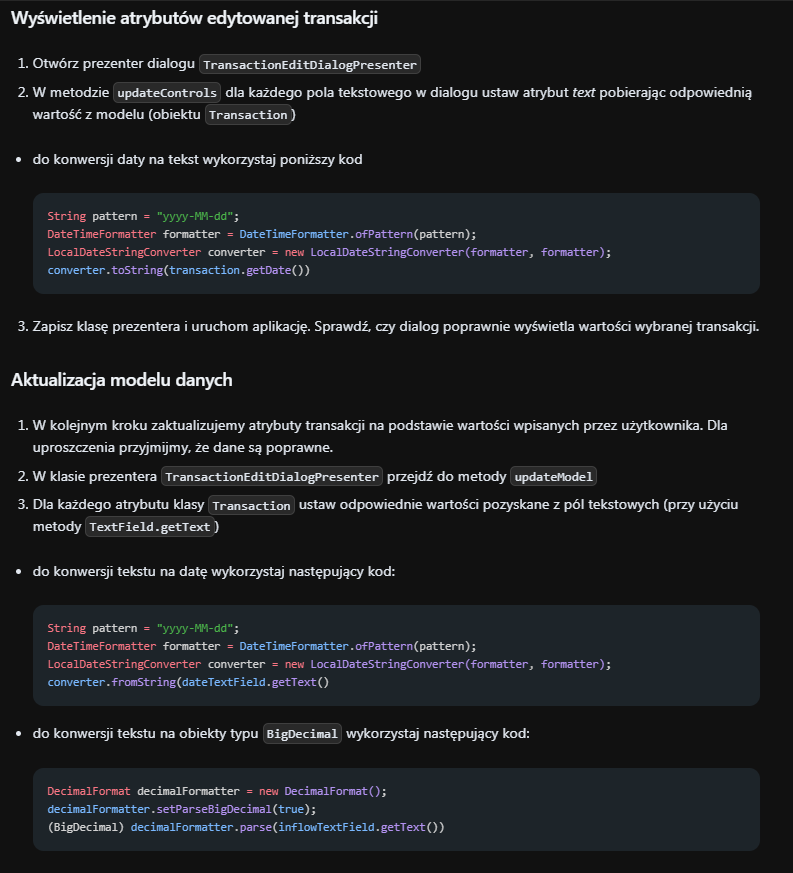 Wyświetlenie atrybutów edytowanej transakcji
1. Otwórz prezenter dialogu TransactionEditDialogPresenter
2. W metodzie updateControls dla każdego pola tekstowego w dialogu ustaw atrybut text pobierając odpowiednią
wartość z modelu (obiektu Transaction)
• do konwersji daty na tekst wykorzystaj poniższy kod
String pattern = "yyyy-MM-dd";
DateTimeFormatter formatter = DateTimeFormatter.ofPattern(pattern);
LocalDateStringConverter converter = new LocalDateStringConverter(formatter, formatter);
converter.toString(transaction.getDate())
3. Zapisz klasę prezentera i uruchom aplikację. Sprawdź, czy dialog poprawnie wyświetla wartości wybranej transakcji.
Aktualizacja modelu danych
1. W kolejnym kroku zaktualizujemy atrybuty transakcji na podstawie wartości wpisanych przez użytkownika. Dla
uproszczenia przyjmijmy, że dane są poprawne.
2. W klasie prezentera TransactionEditDialogPresenter przejdź do metody updateModel
3. Dla każdego atrybutu klasy Transaction ustaw odpowiednie wartości pozyskane z pól tekstowych (przy użyciu
metody TextField.getText)
• do konwersji tekstu na datę wykorzystaj następujący kod:
String pattern = "yyyy-MM-dd";
DateTimeFormatter formatter = DateTimeFormatter.ofPattern(pattern);
LocalDateStringConverter converter = new LocalDateStringConverter(formatter, formatter);
converter.fromString(dateTextField.getText()
• do konwersji tekstu na obiekty typu BigDecimal wykorzystaj następujący kod:
DecimalFormat decimalFormatter = new DecimalFormat();
decimalFormatter.setParseBigDecimal(true);
(BigDecimal) decimalFormatter.parse(inflowTextField.getText())